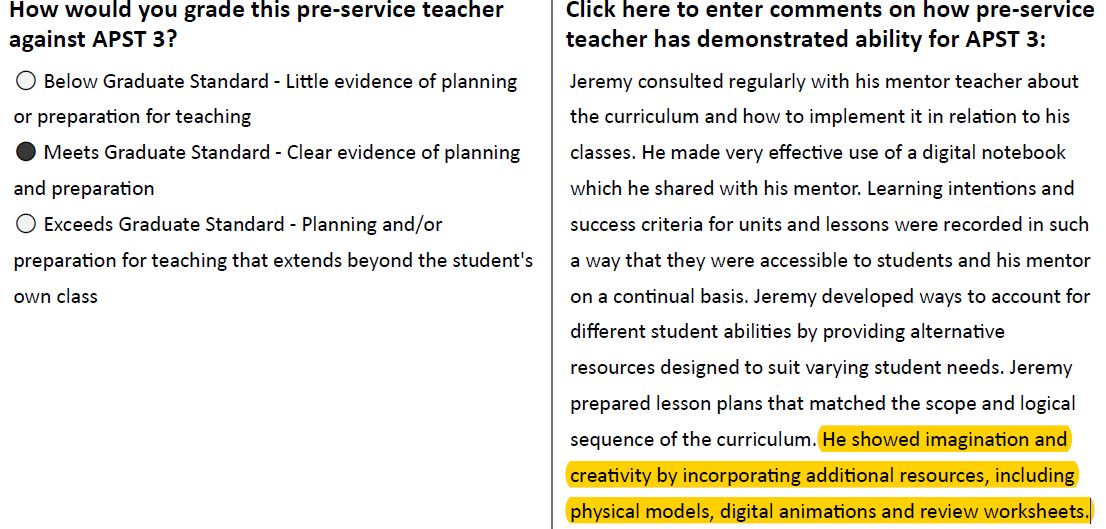 How would you grade this pre-service teacher
against APST 3?
Below Graduate Standard - Little evidence of planning
or preparation for teaching
Meets Graduate Standard - Clear evidence of planning
and preparation
Exceeds Graduate Standard - Planning and/or
preparation for teaching that extends beyond the student's
own class
Click here to enter comments on how pre-service
teacher has demonstrated ability for APST 3:
Jeremy consulted regularly with his mentor teacher about
the curriculum and how to implement it in relation to his
classes. He made very effective use of a digital notebook
which he shared with his mentor. Learning intentions and
success criteria for units and lessons were recorded in such
a way that they were accessible to students and his mentor
on a continual basis. Jeremy developed ways to account for
different student abilities by providing alternative
resources designed to suit varying student needs. Jeremy
prepared lesson plans that matched the scope and logical
sequence of the curriculum. He showed imagination and
creativity by incorporating additional resources, including
physical models, digital animations and review worksheets.